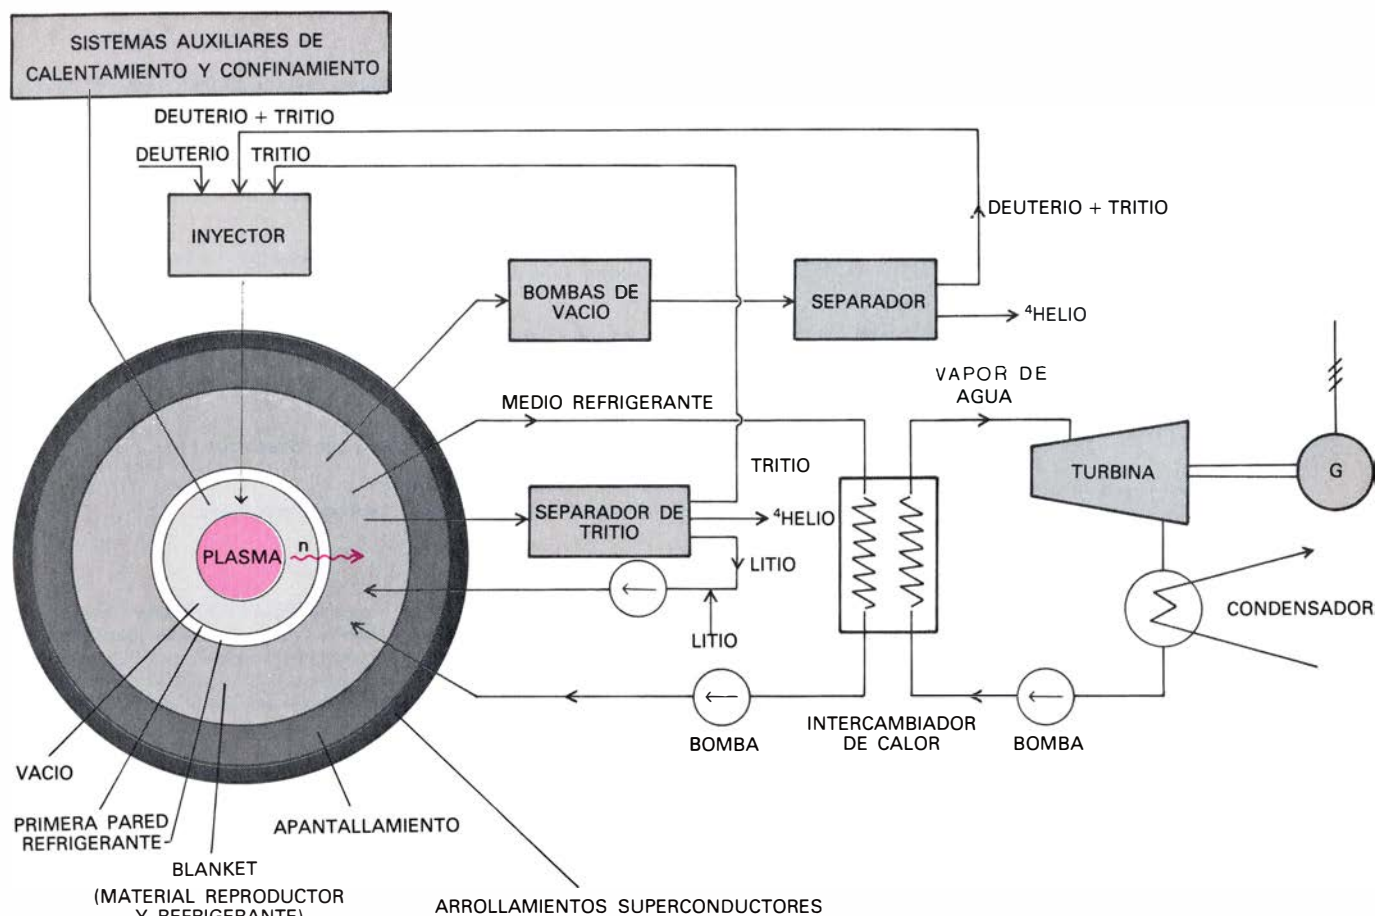 SISTEMAS AUXILIARES DE
CALENTAMIENTO Y CONFINAMIENTO
DEUTERIO + TRITIO
DEUTERIO
TRITIO
INYECTOR
DEUTERIO + TRITIO
BOMBAS DE
VACIO
SEPARADOR
⁴HELIO
MEDIO REFRIGERANTE
VAPOR DE
AGUA
TURBINA
G
TRITIO
SEPARADOR DE
TRITIO
⁴HELIO
LITIO
LITIO
PLASMA
n
CONDENSADOR
BOMBA
INTERCAMBIADOR
DE CALOR
BOMBA
VACIO
PRIMERA PARED
REFRIGERANTE
APANTALLAMIENTO
BLANKET
(MATERIAL REPRODUCTOR
Y REFRIGERANTE)
ARROLLAMIENTOS SUPERCONDUCTORES